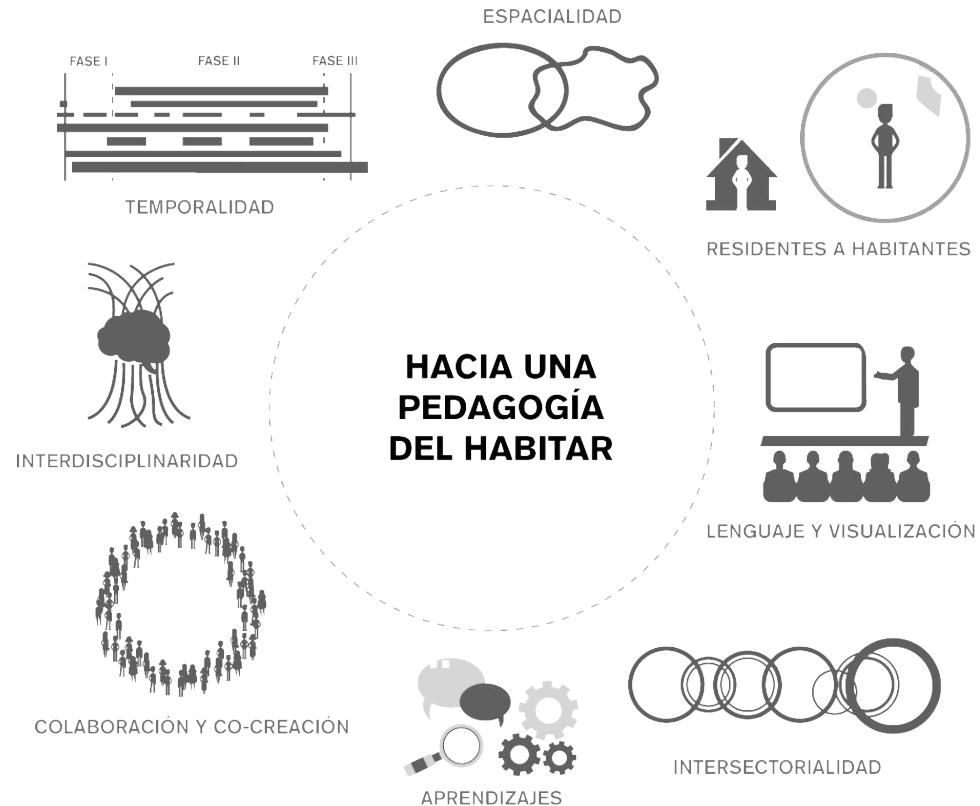 ESPACIALIDAD
FASE I
FASE II
FASE III
TEMPORALIDAD
RESIDENTES A HABITANTES
HACIA UNA
PEDAGOGÍA
DEL HABITAR
INTERDISCIPLINARIDAD
LENGUAJE Y VISUALIZACIÓN
COLABORACIÓN Y CO-CREACIÓN
INTERSECTORIALIDAD
APRENDIZAJES